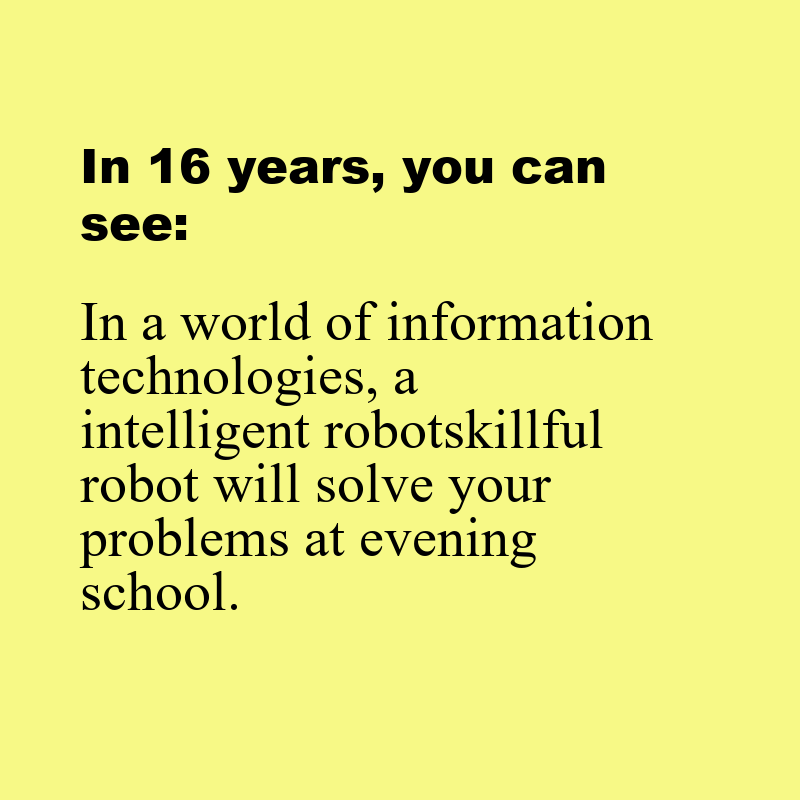 In 16 years, you can
see:
In a world of information
technologies, a
intelligent robotskillful
robot will solve your
problems at evening
school.